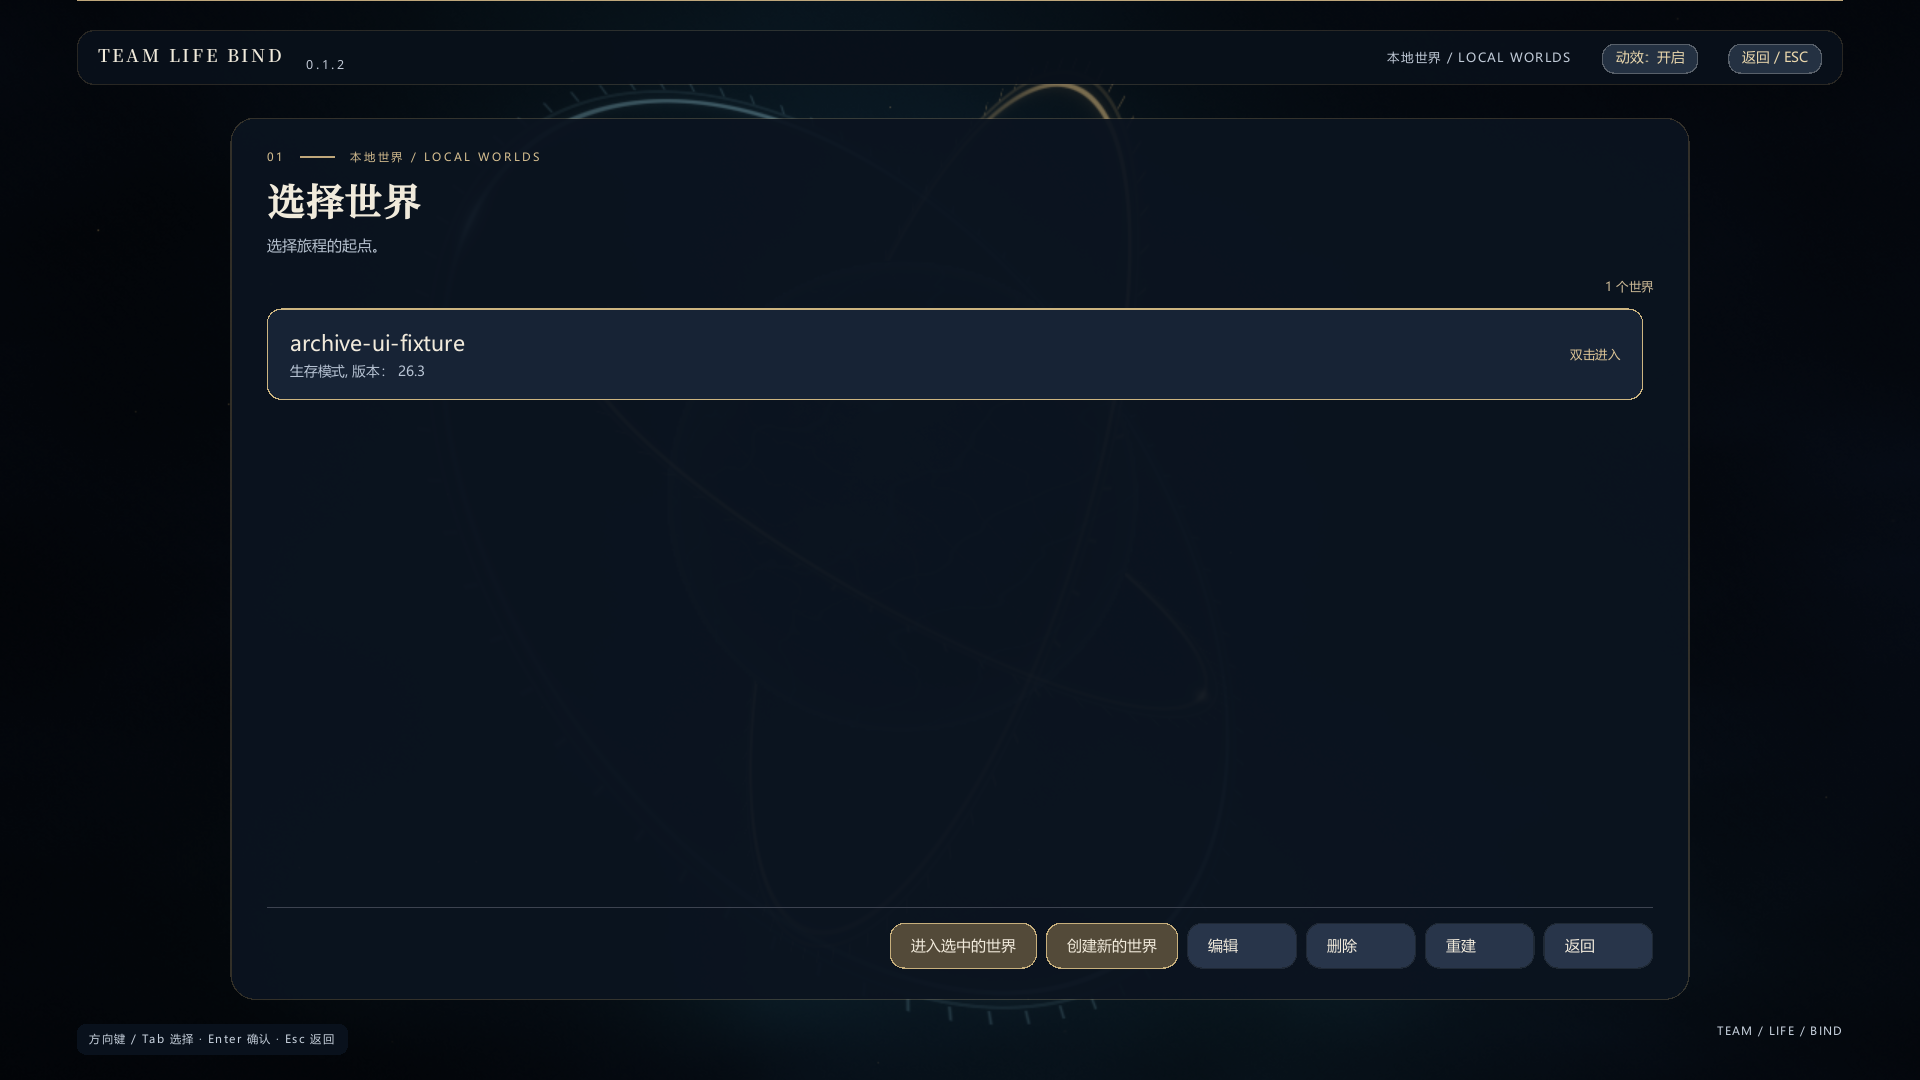 TEAM LIFE BIND 0.1.2 本地世界 / LOCAL WORLDS 动效: 开启 返回 / ESC
01 本地世界 / LOCAL WORLDS
选择世界
选择旅程的起点。
1 个世界
archive-ui-fixture
生存模式, 版本: 26.3
双击进入
进入选中的世界 创建新的世界 编辑 删除 重建 返回
方向键 / Tab 选择 · Enter 确认 · Esc 返回
TEAM / LIFE / BIND